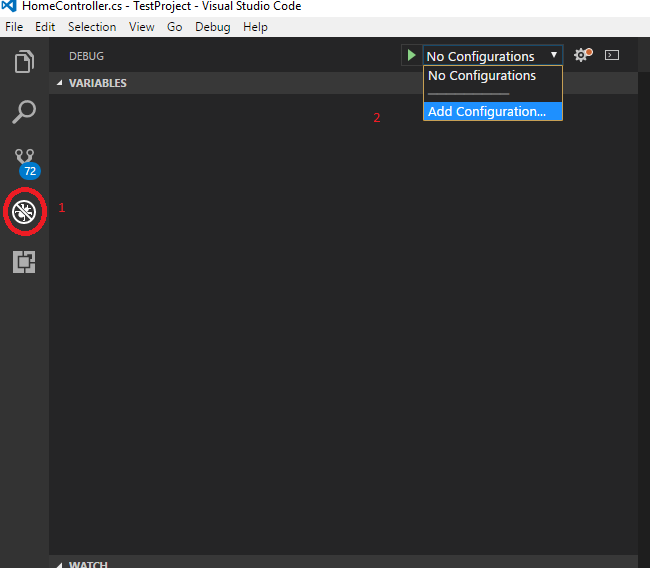 HomeController.cs - TestProject - Visual Studio Code
File Edit Selection View Go Debug Help
DEBUG
No Configurations
No Configurations
Add Configuration...
VARIABLES
2
72
1
WATCH